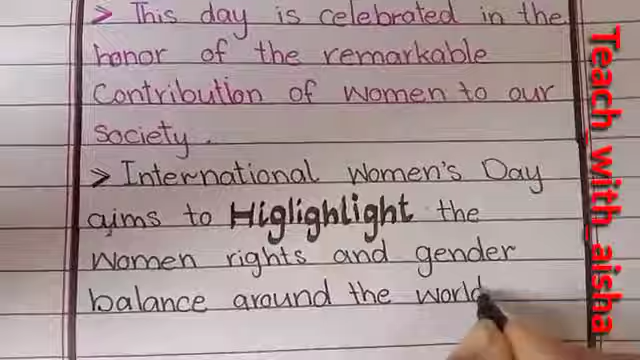 > This day is celebrated in the
honor of the remarkable
Contribution of women to our
Society.
> International Women's Day
aims to Higlighlight the
Women rights and gender
balance around the world
Teach_with_aisha